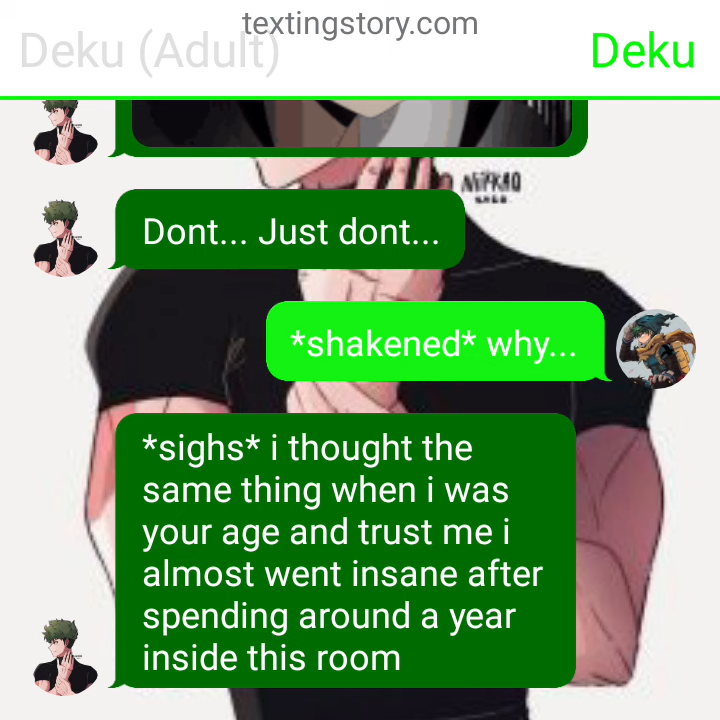 textingstory.com
Deku (Adult)
Deku
Dont... Just dont...
*shakened* why...
*sighs* i thought the
same thing when i was
your age and trust me i
almost went insane after
spending around a year
inside this room